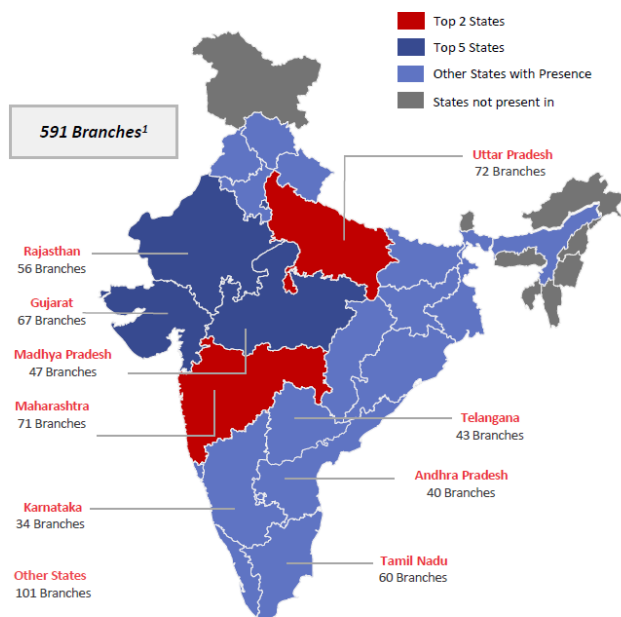 Top 2 States
Top 5 States
Other States with Presence
States not present in
591 Branches¹
Uttar Pradesh
72 Branches
Rajasthan
56 Branches
Gujarat
67 Branches
Madhya Pradesh
47 Branches
Maharashtra
71 Branches
Telangana
43 Branches
Andhra Pradesh
40 Branches
Karnataka
34 Branches
Tamil Nadu
60 Branches
Other States
101 Branches